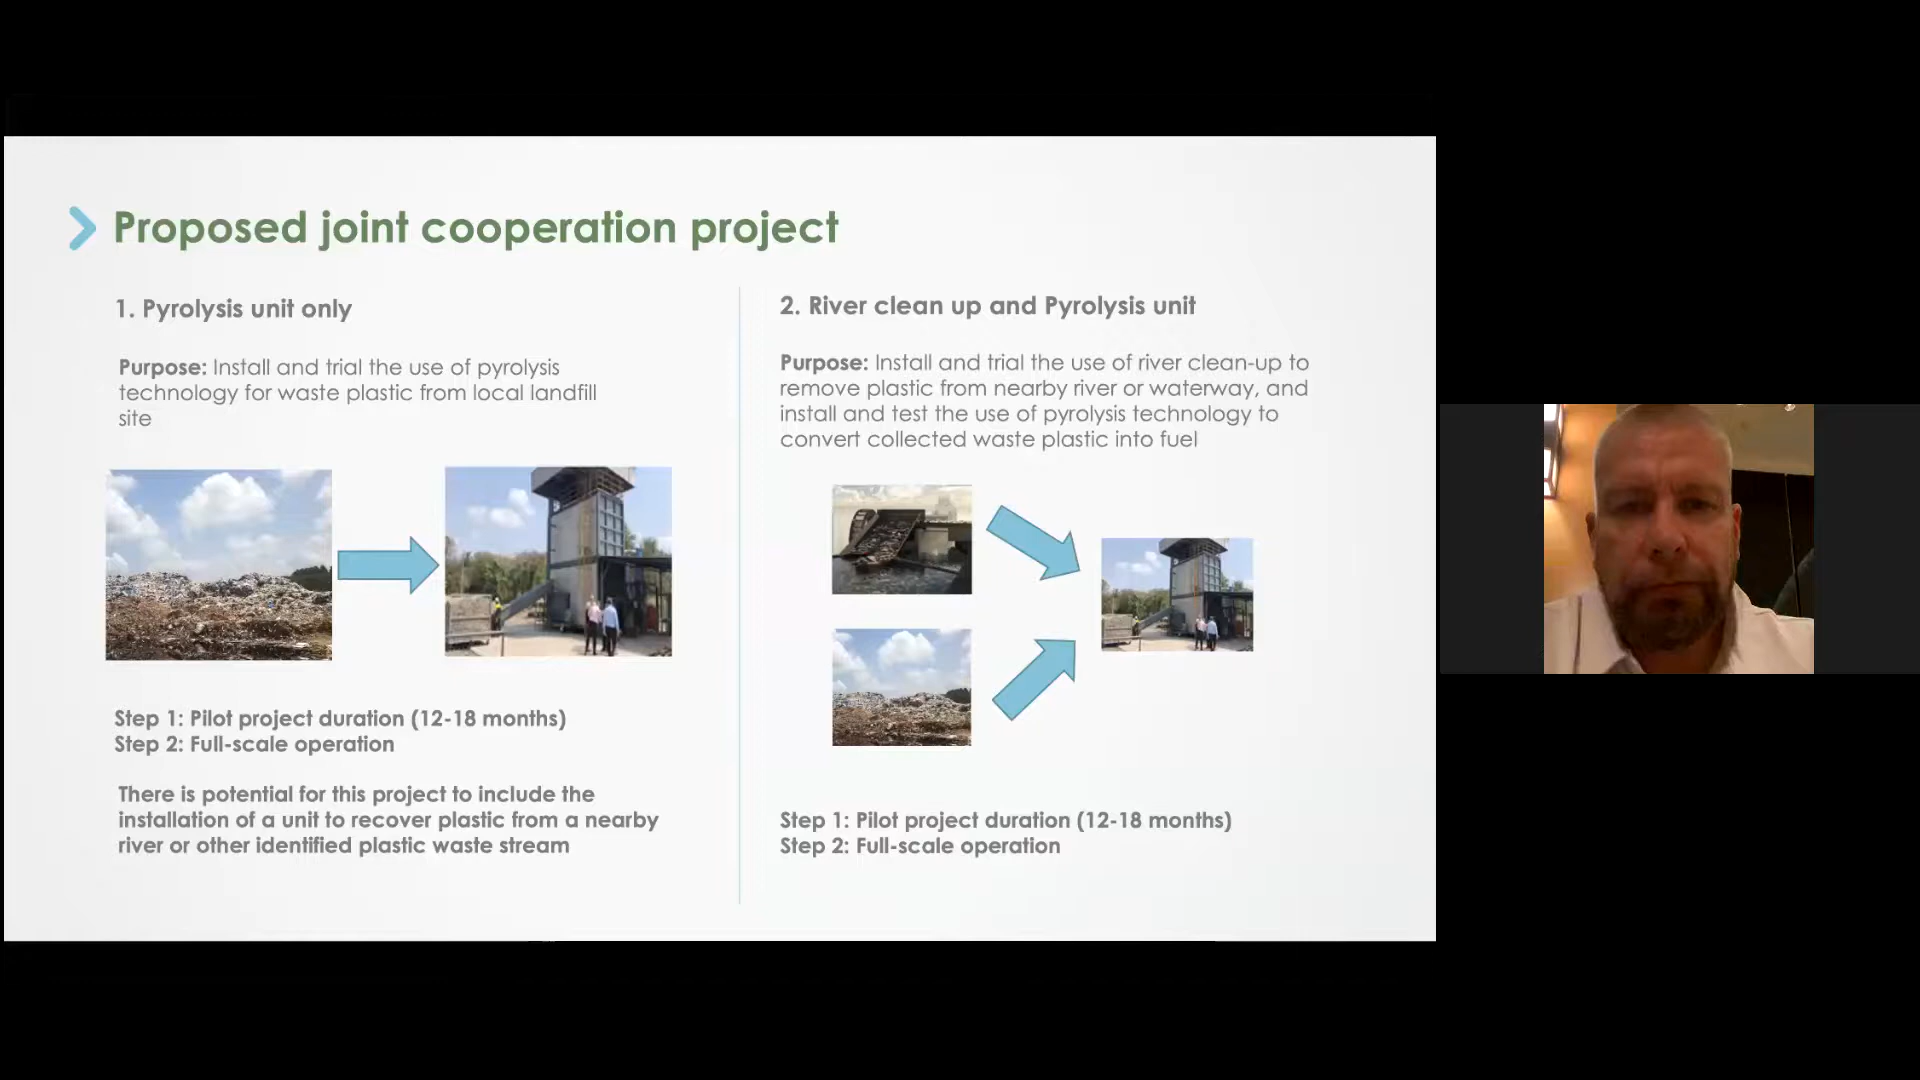 Proposed joint cooperation project
1. Pyrolysis unit only
Purpose: Install and trial the use of pyrolysis
technology for waste plastic from local landfill
site
Step 1: Pilot project duration (12-18 months)
Step 2: Full-scale operation
There is potential for this project to include the
installation of a unit to recover plastic from a nearby
river or other identified plastic waste stream
2. River clean up and Pyrolysis unit
Purpose: Install and trial the use of river clean-up to
remove plastic from nearby river or waterway, and
install and test the use of pyrolysis technology to
convert collected waste plastic into fuel
Step 1: Pilot project duration (12-18 months)
Step 2: Full-scale operation